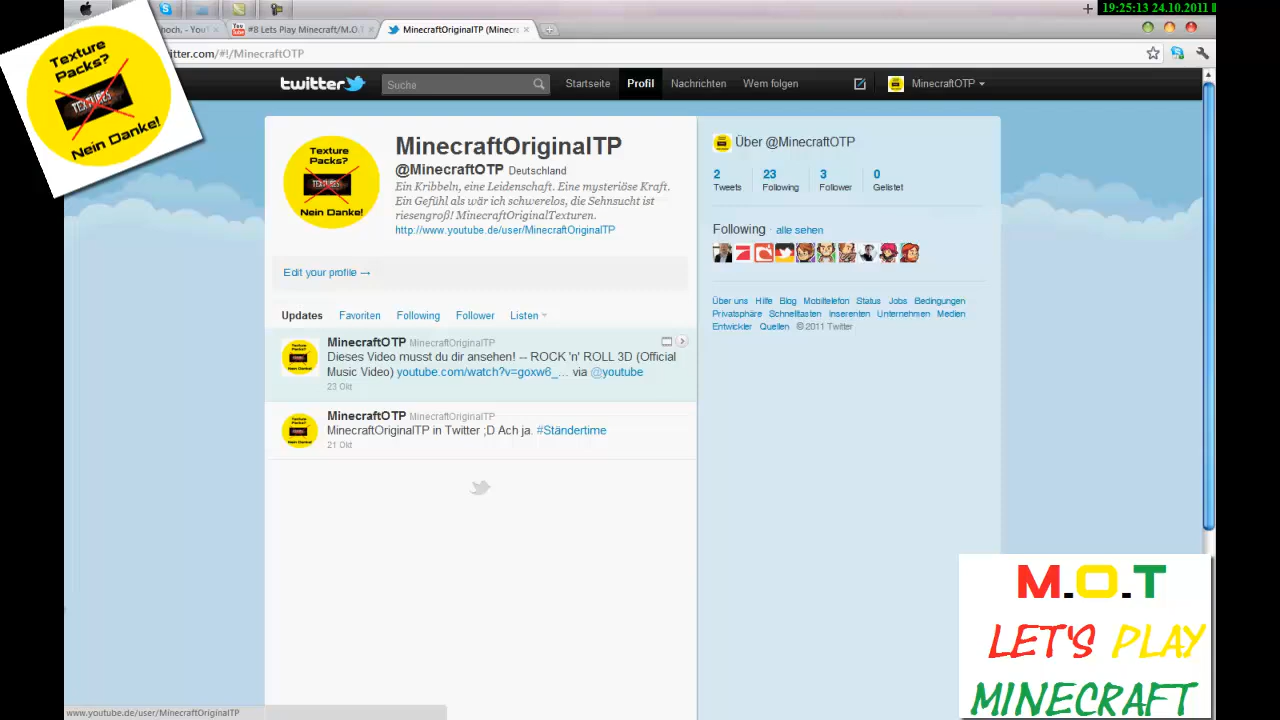 19:25:13 24.10.2011
hoch, - You
#8 Lets Play Minecraft/M.O.T
MinecraftOriginalTP (Minecra
itter.com/#!/MinecraftOTP
Texture
Packs?
TEXTURES
Nein Danke!
twitter
Suche
Startseite
Profil
Nachrichten
Wem folgen
MinecraftOTP
Texture
Packs?
TEXTURES
Nein Danke!
MinecraftOriginalTP
@MinecraftOTP Deutschland
Ein Kribbeln, eine Leidenschaft. Eine mysteriöse Kraft.
Ein Gefühl als wär ich schwerelos, die Sehnsucht ist
riesengroß! MinecraftOriginalTexturen.
http://www.youtube.de/user/MinecraftOriginalTP
Edit your profile →
Updates Favoriten Following Follower Listen
MinecraftOTP MinecraftOriginalTP
Dieses Video musst du dir ansehen! -- ROCK 'n' ROLL 3D (Official
Music Video) youtube.com/watch?v=goxw6_... via @youtube
23 Okt
MinecraftOTP MinecraftOriginalTP
MinecraftOriginalTP in Twitter ;D Ach ja. #Ständertime
21 Okt
Über @MinecraftOTP
2 23 3 0
Tweets Following Follower Gelistet
Following · alle sehen
Über uns Hilfe Blog Mobiltelefon Status Jobs Bedingungen
Privatsphäre Schnelltasten Inserenten Unternehmen Medien
Entwickler Quellen © 2011 Twitter
M.O.T
LET'S PLAY
MINECRAFT
www.youtube.de/user/MinecraftOriginalTP